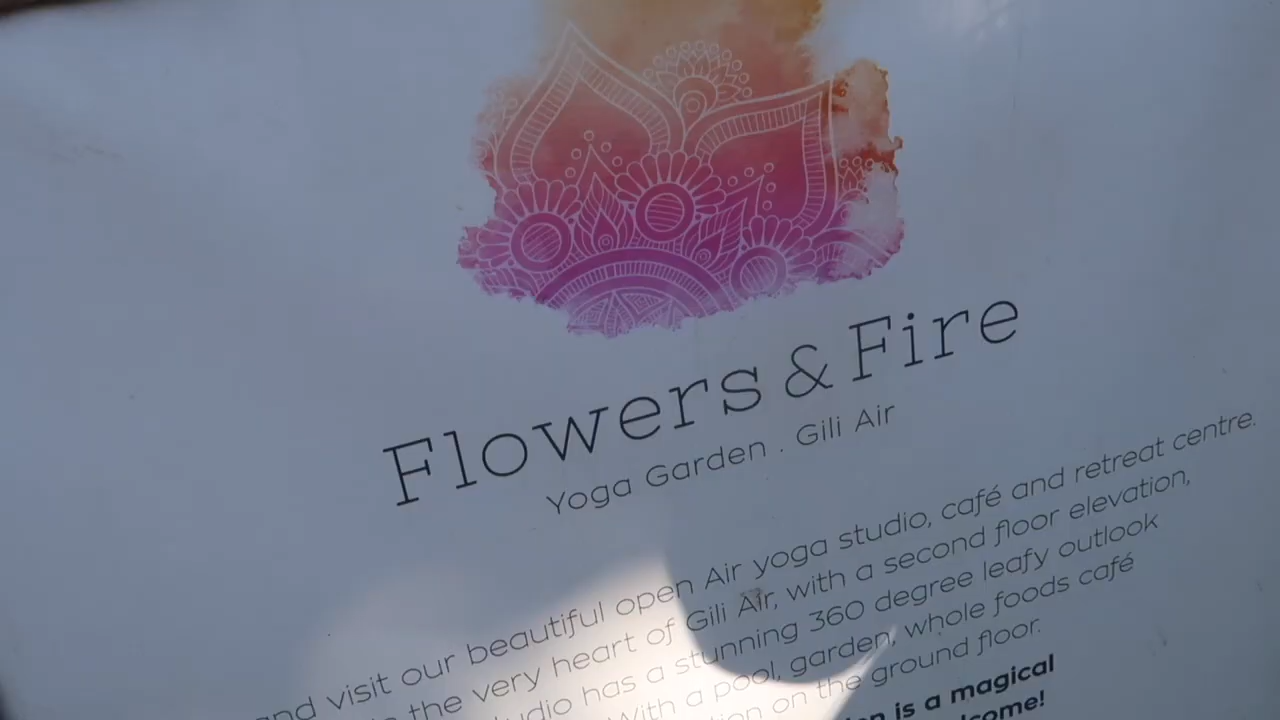 Flowers & Fire
Yoga Garden . Gili Air
visit our beautiful open Air yoga studio, café and retreat centre.
the very heart of Gili Air, with a second floor elevation,
has a stunning 360 degree leafy outlook
With a pool, garden, whole foods café
on the ground floor.
is a magical